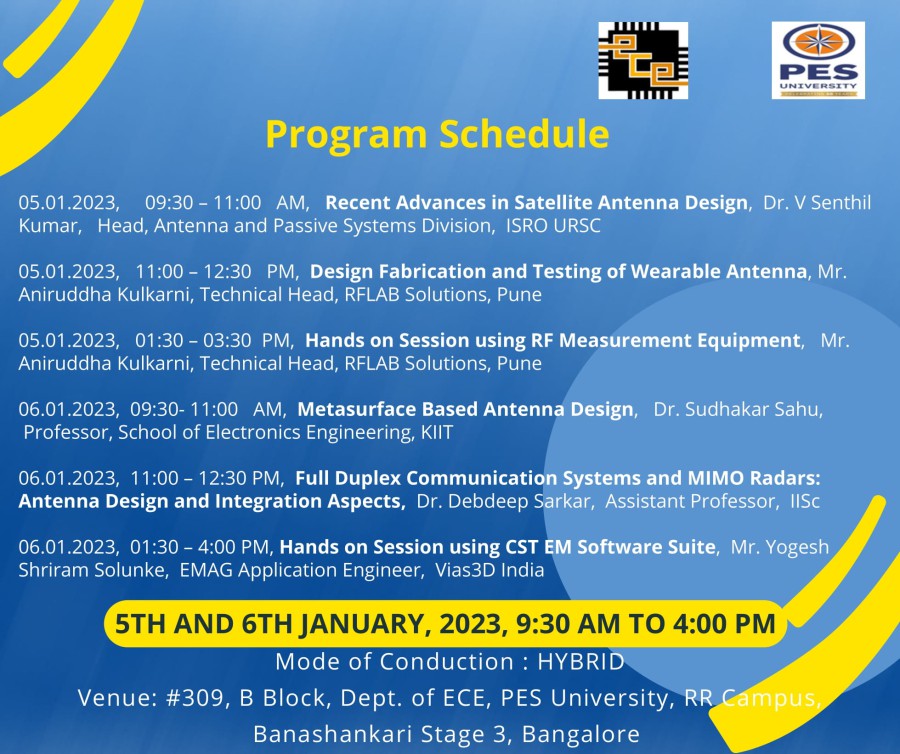 ece
PES
UNIVERSITY
Program Schedule
05.01.2023, 09:30 – 11:00 AM, Recent Advances in Satellite Antenna Design, Dr. V Senthil
Kumar, Head, Antenna and Passive Systems Division, ISRO URSC
05.01.2023, 11:00 – 12:30 PM, Design Fabrication and Testing of Wearable Antenna, Mr.
Aniruddha Kulkarni, Technical Head, RFLAB Solutions, Pune
05.01.2023, 01:30 – 03:30 PM, Hands on Session using RF Measurement Equipment, Mr.
Aniruddha Kulkarni, Technical Head, RFLAB Solutions, Pune
06.01.2023, 09:30- 11:00 AM, Metasurface Based Antenna Design, Dr. Sudhakar Sahu,
Professor, School of Electronics Engineering, KIIT
06.01.2023, 11:00 – 12:30 PM, Full Duplex Communication Systems and MIMO Radars:
Antenna Design and Integration Aspects, Dr. Debdeep Sarkar, Assistant Professor, IISc
06.01.2023, 01:30 – 4:00 PM, Hands on Session using CST EM Software Suite, Mr. Yogesh
Shriram Solunke, EMAG Application Engineer, Vias3D India
5TH AND 6TH JANUARY, 2023, 9:30 AM TO 4:00 PM
Mode of Conduction : HYBRID
Venue: #309, B Block, Dept. of ECE, PES University, RR Campus,
Banashankari Stage 3, Bangalore